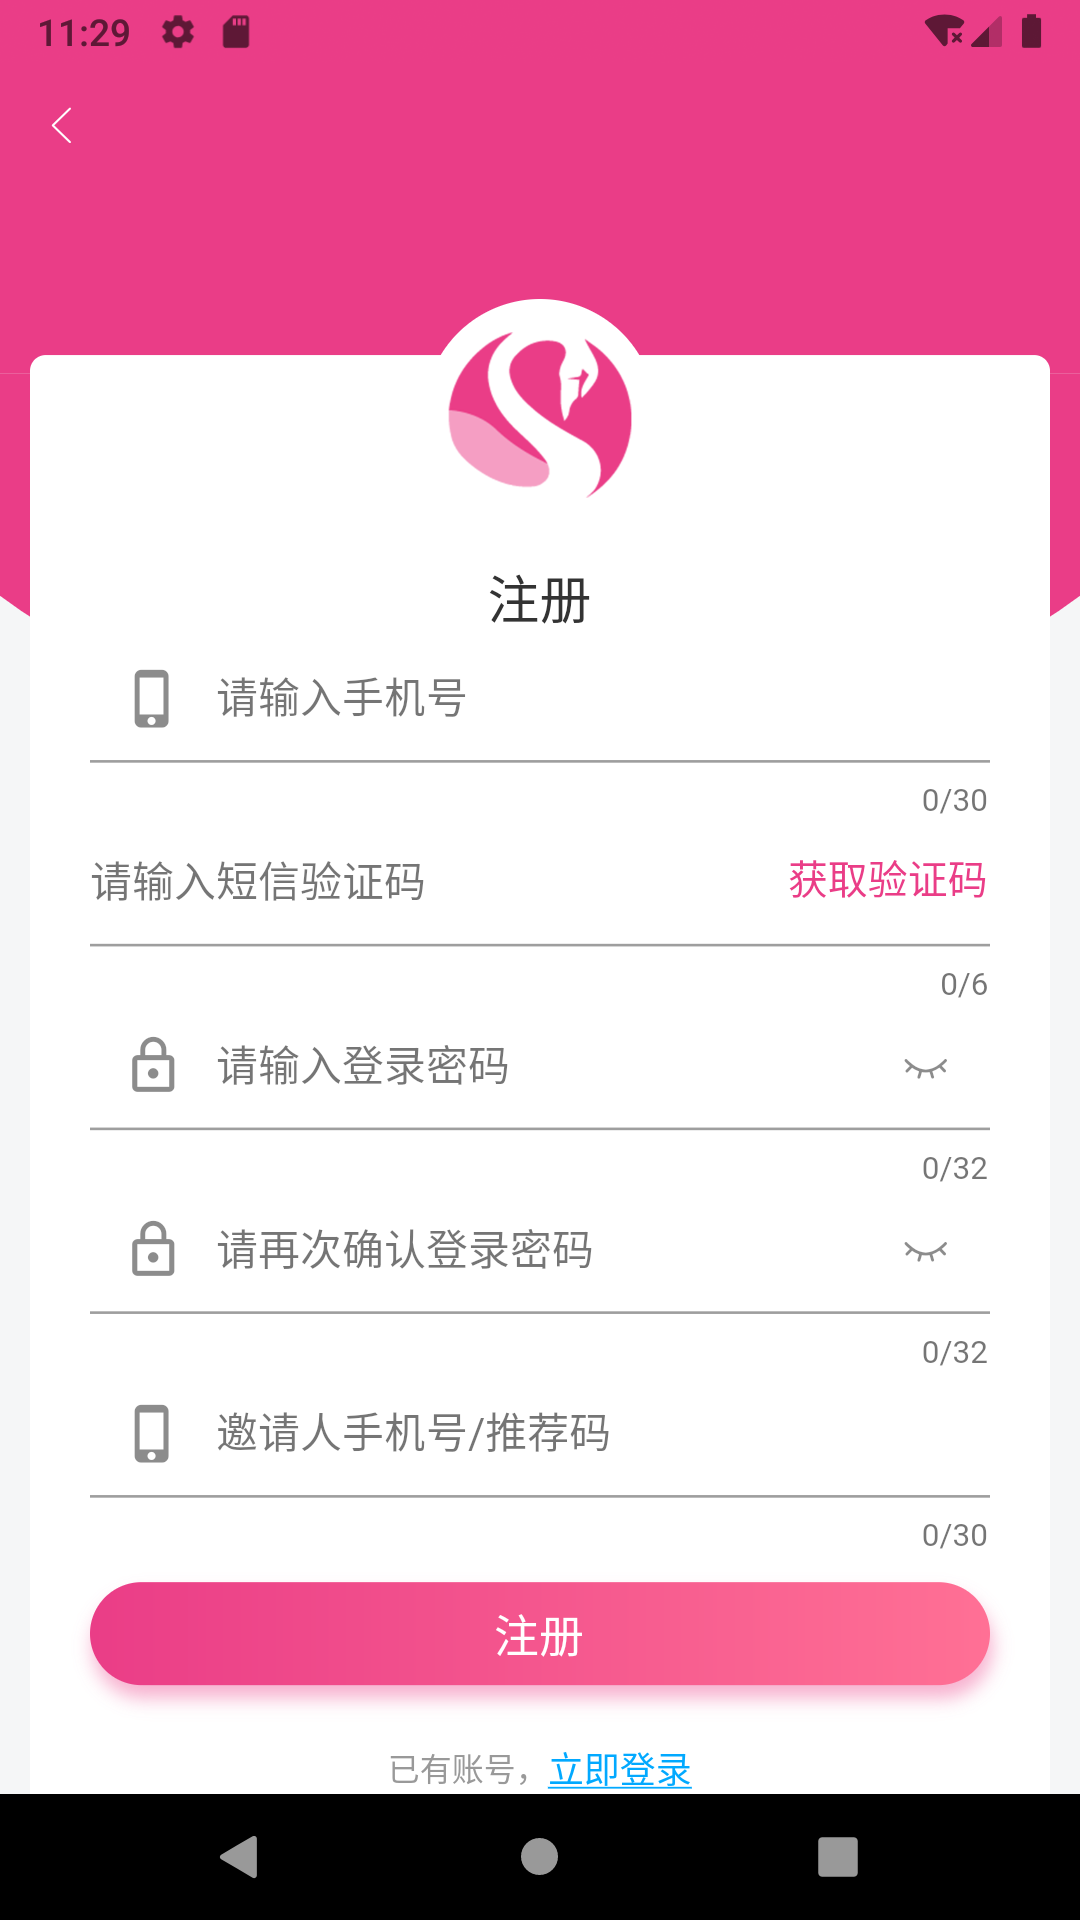 11:29
注册
请输入手机号
0/30
请输入短信验证码 获取验证码
0/6
请输入登录密码
0/32
请再次确认登录密码
0/32
邀请人手机号/推荐码
0/30
注册
已有账号，立即登录